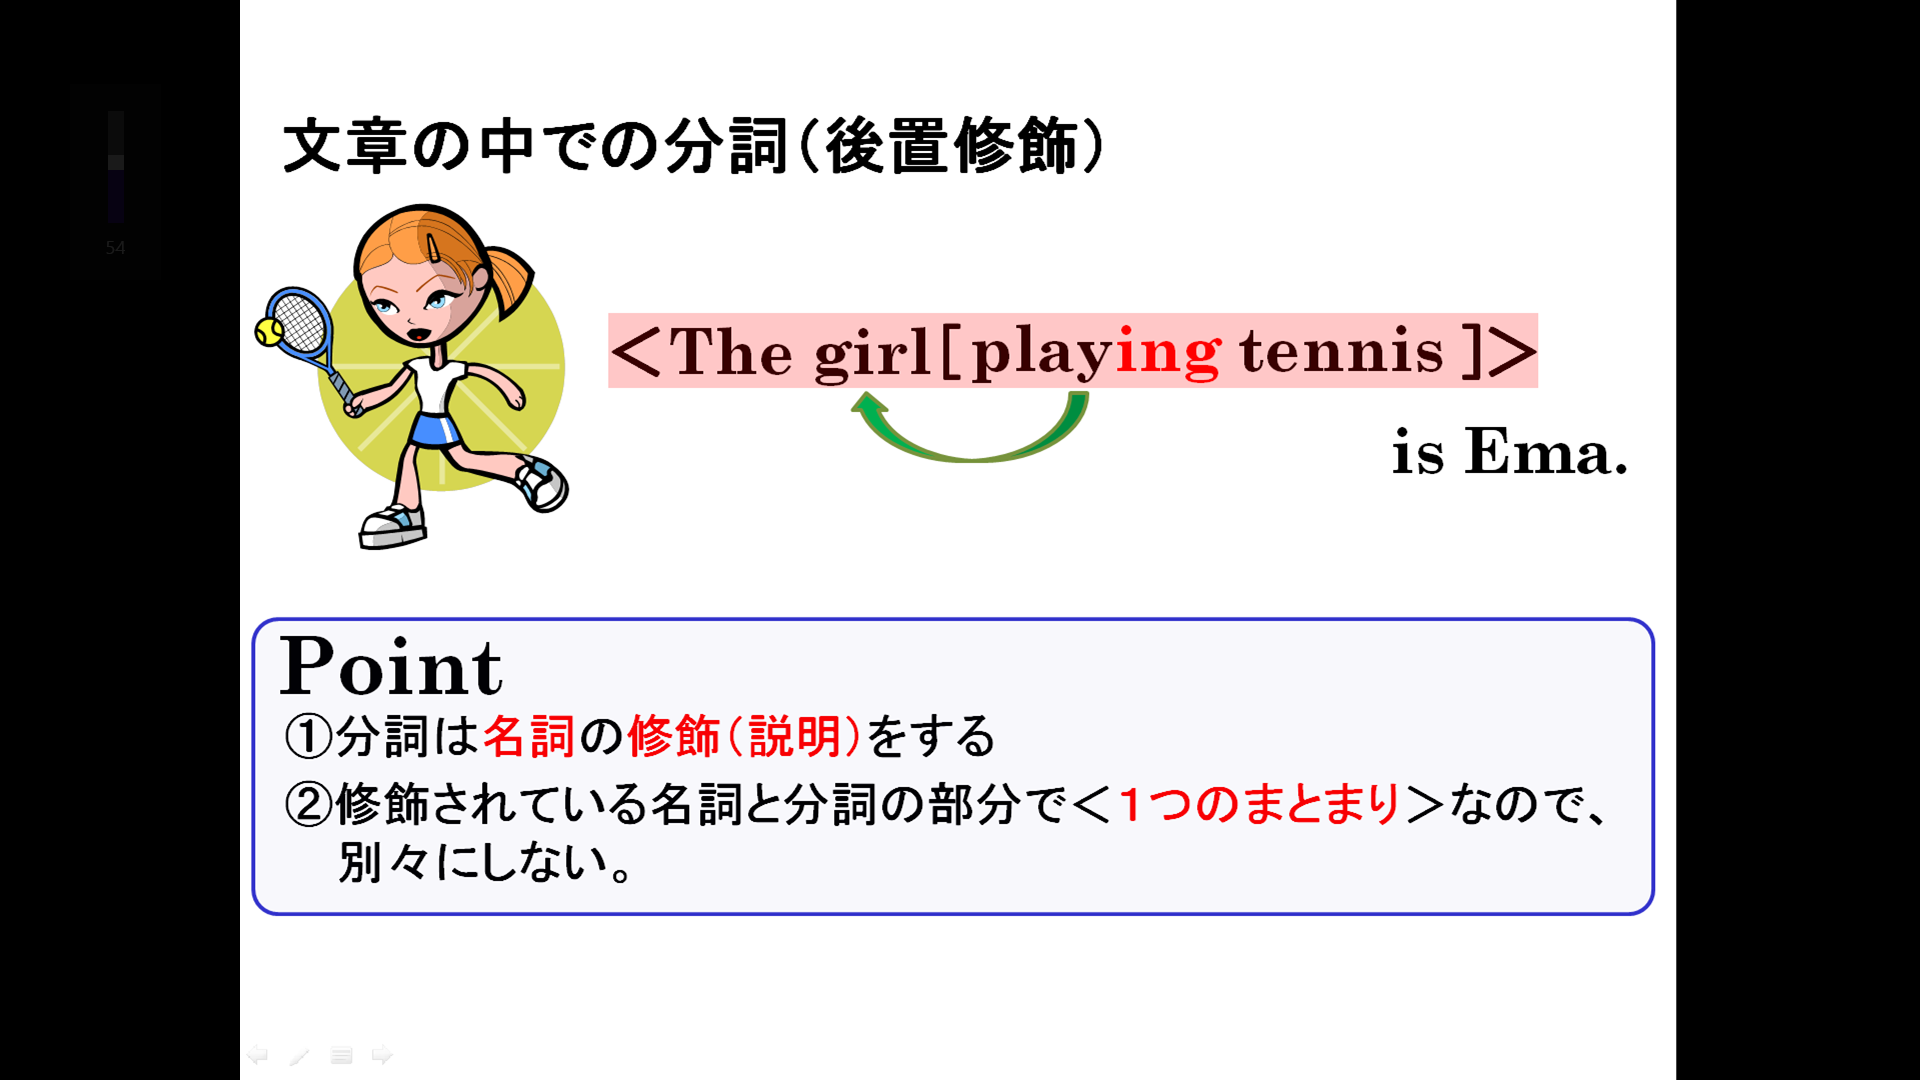 文章の中での分詞（後置修飾）
＜The girl［playing tennis］＞
is Ema.
Point
①分詞は名詞の修飾（説明）をする
②修飾されている名詞と分詞の部分で＜１つのまとまり＞なので、
別々にしない。
54